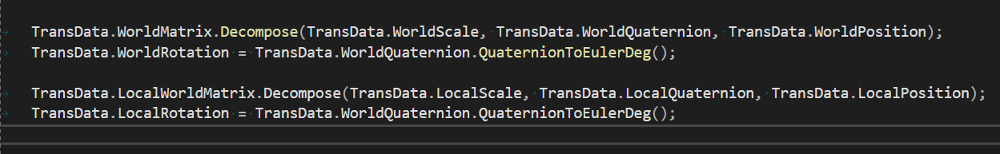 TransData.WorldMatrix.Decompose(TransData.WorldScale, TransData.WorldQuaternion, TransData.WorldPosition);
TransData.WorldRotation = TransData.WorldQuaternion.QuaternionToEulerDeg();
TransData.LocalWorldMatrix.Decompose(TransData.LocalScale, TransData.LocalQuaternion, TransData.LocalPosition);
TransData.LocalRotation = TransData.WorldQuaternion.QuaternionToEulerDeg();